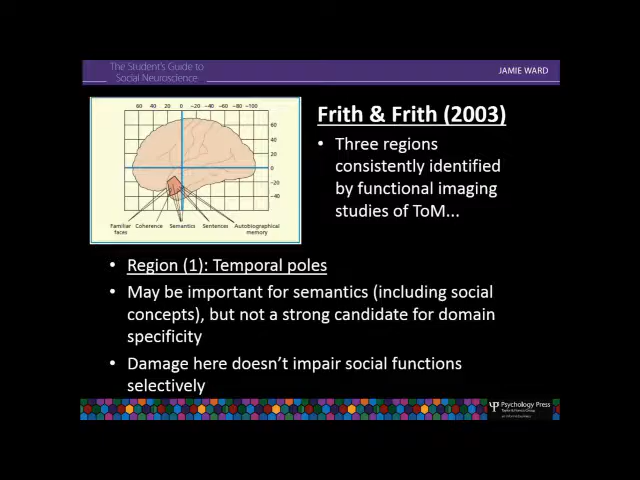 The Student's Guide to
Social Neuroscience
JAMIE WARD
60 40 20 0 −20 −40 −60 −80 −100
60
40
20
0
−20
−40
Familiar faces
Coherence
Semantics
Sentences
Autobiographical memory
Frith & Frith (2003)
• Three regions
consistently identified
by functional imaging
studies of ToM...
• Region (1): Temporal poles
• May be important for semantics (including social
concepts), but not a strong candidate for domain
specificity
• Damage here doesn't impair social functions
selectively
Psychology Press
Taylor & Francis Group